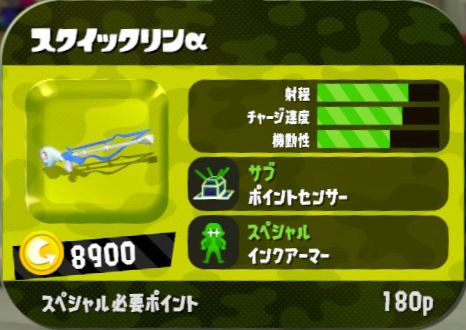 スクイックリンα
射程
チャージ速度
機動性
サブ
ポイントセンサー
スペシャル
インクアーマー
8900
スペシャル必要ポイント 180p